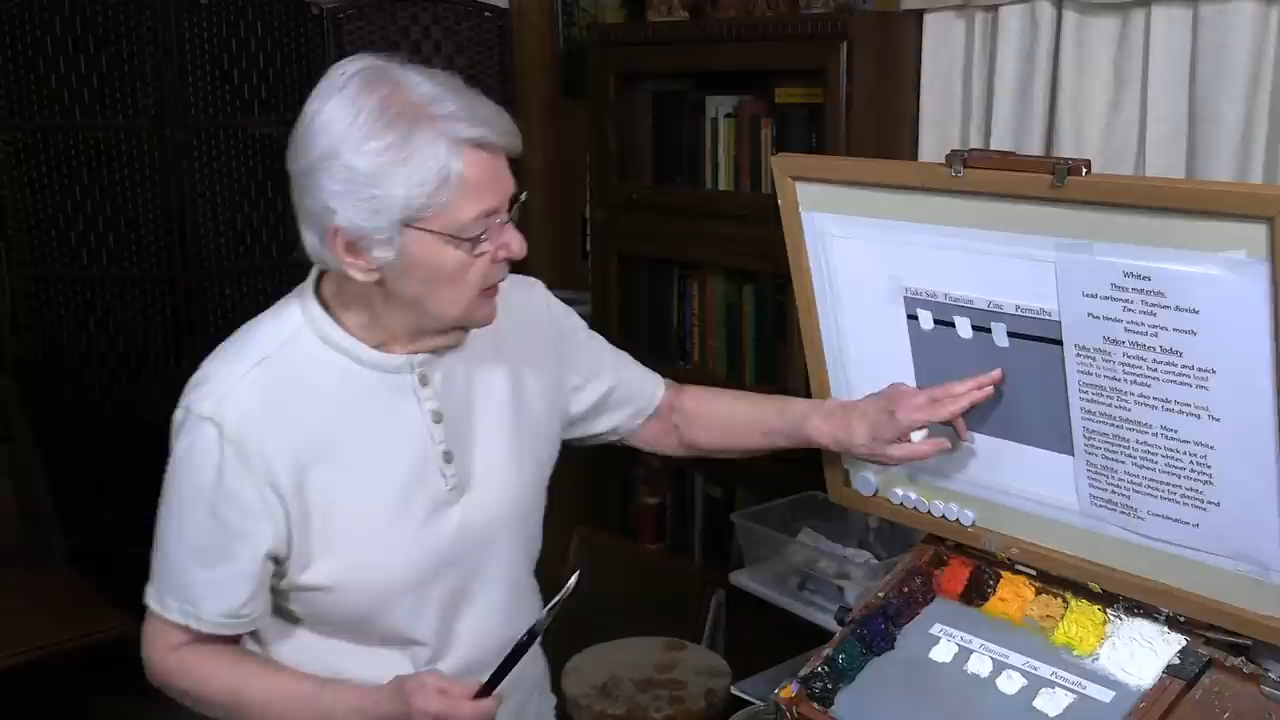 Flake Sub Titanium Zinc Permalba
Whites
Three materials:
Lead carbonate - Titanium dioxide
Zinc oxide
Plus binder which varies, mostly
linseed oil
Major Whites Today
Flake White - Flexible, durable and quick
drying. Very opaque, but contains lead
which is toxic. Sometimes contains zinc
oxide to make it pliable
Cremnitz White is also made from lead,
but with no Zinc. Stringy, fast-drying. The
traditional white
Flake White Substitute - More
concentrated version of Titanium White.
Titanium White - Reflects back a lot of
light compared to other whites. A little
softer than Flake White - slower drying.
Very. Opaque. Highest tinting strength.
Zinc White - Most transparent white,
making it an ideal choice for glazing and
tints. Tends to become brittle in time.
Slower drying
Permalba White - Combination of
Titanium and Zinc
Flake Sub Titanium Zinc Permalba